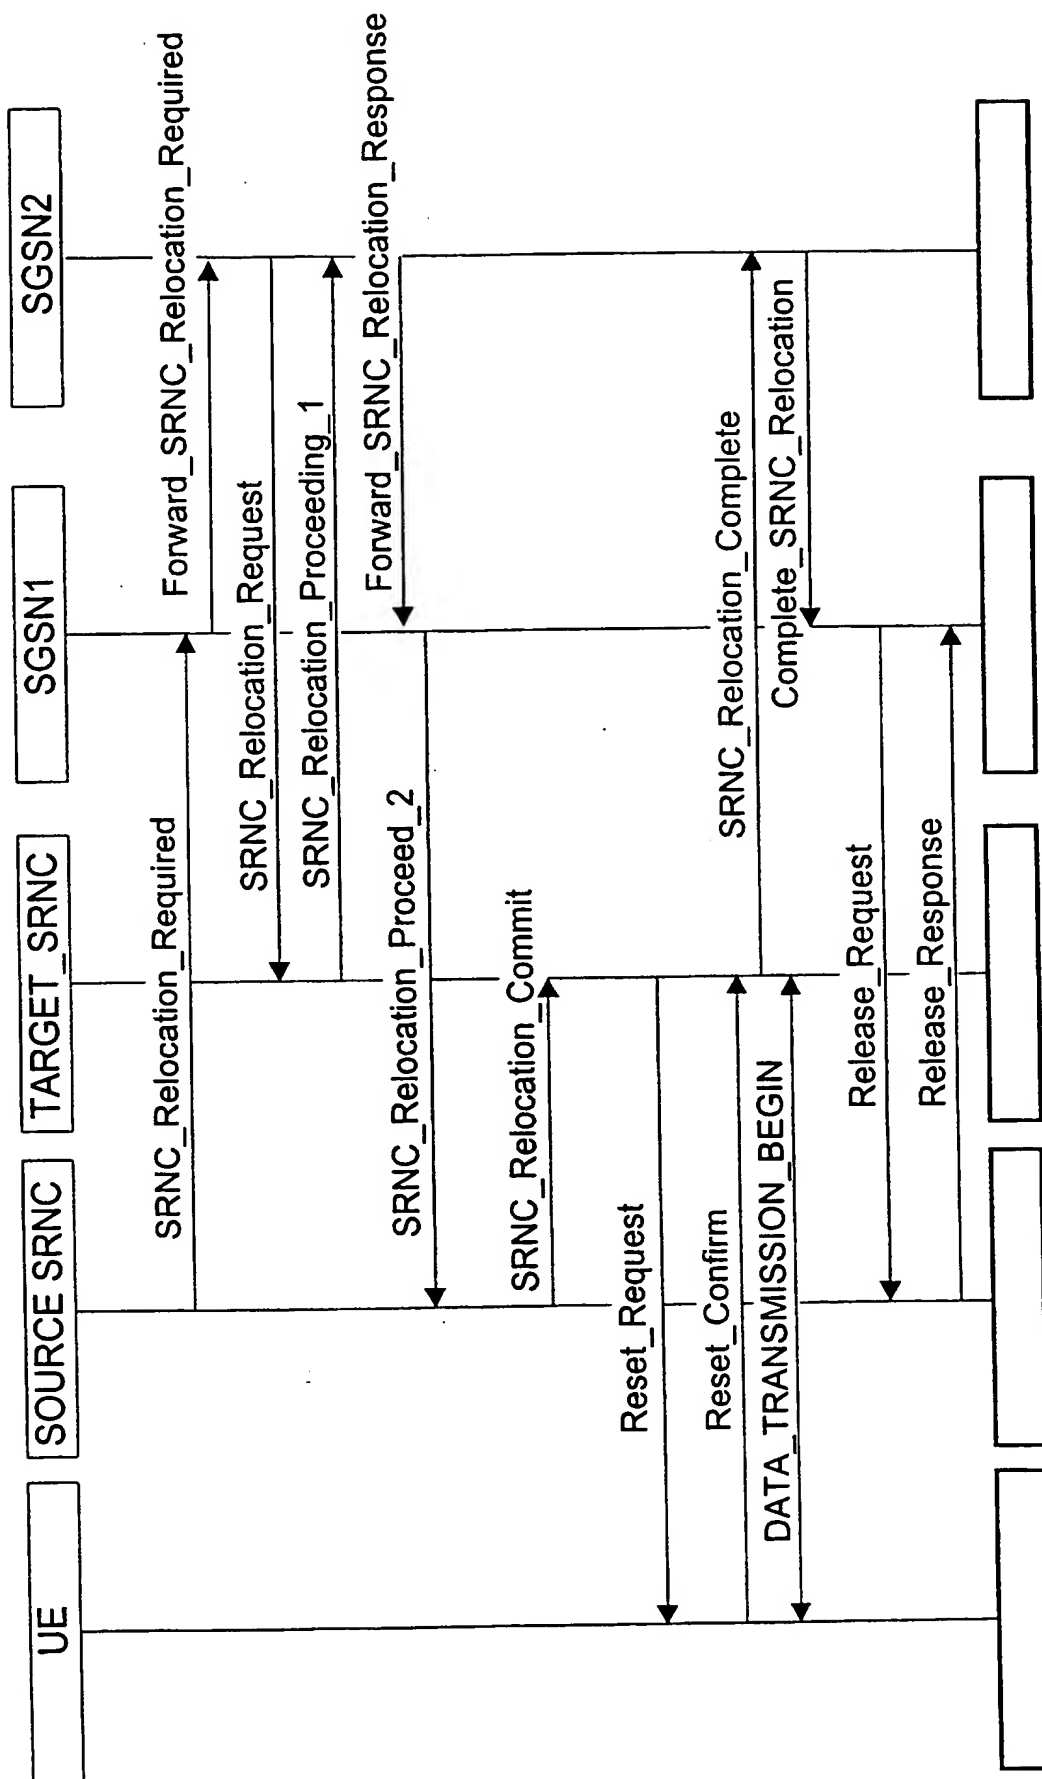 UE
SOURCE SRNC
TARGET_SRNC
SGSN1
SGSN2
SRNC_Relocation_Required
Forward_SRNC_Relocation_Required
SRNC_Relocation_Request
SRNC_Relocation_Proceeding_1
Forward_SRNC_Relocation_Response
SRNC_Relocation_Proceed_2
SRNC_Relocation_Commit
Reset_Request
Reset_Confirm
SRNC_Relocation_Complete
DATA_TRANSMISSION_BEGIN
Complete_SRNC_Relocation
Release_Request
Release_Response